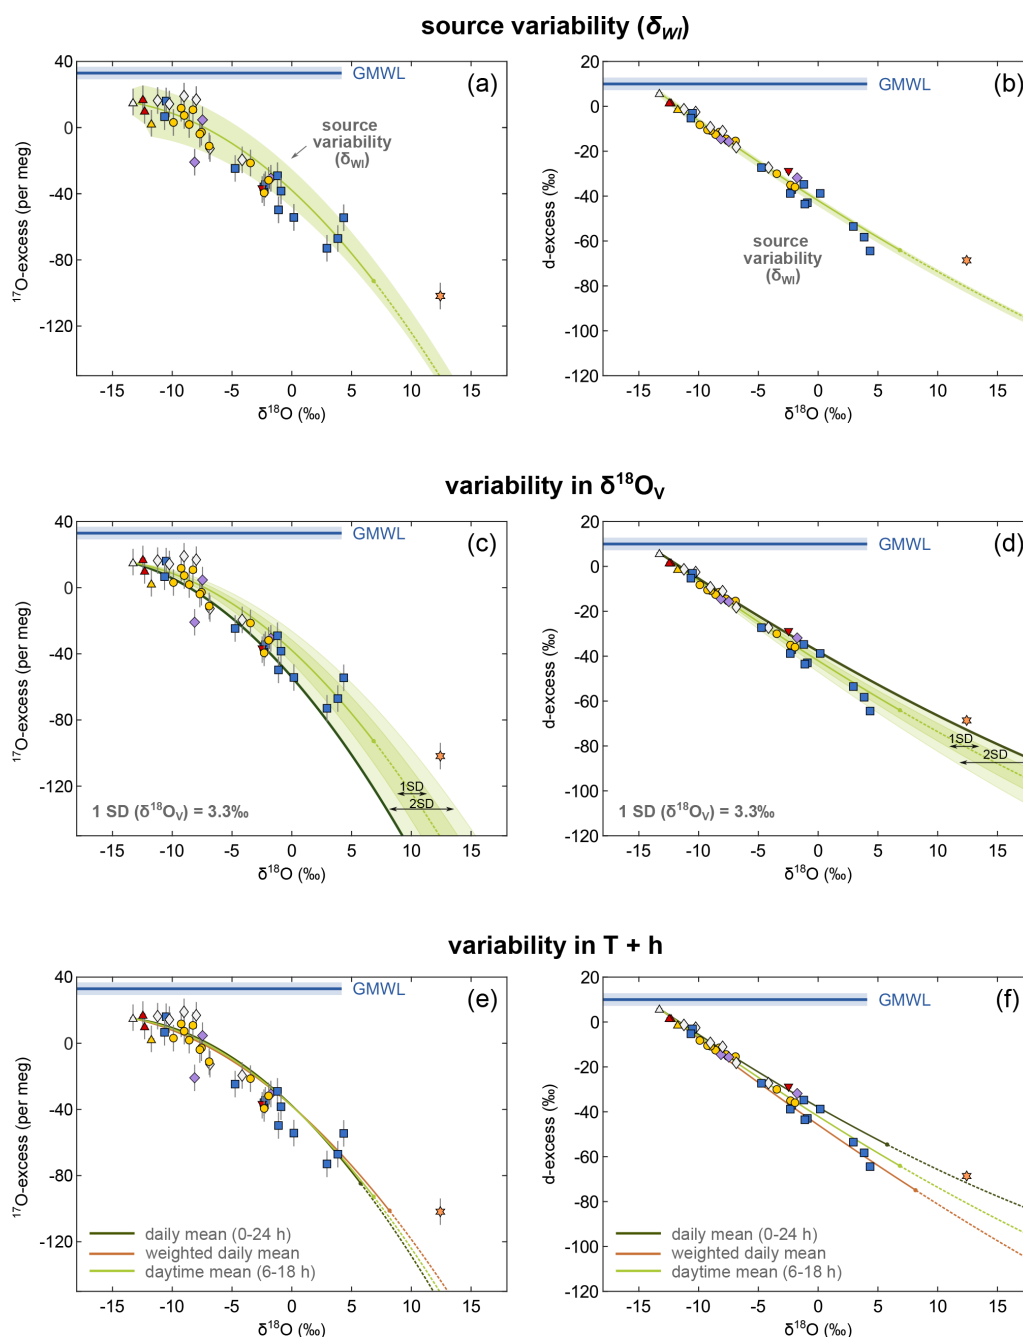 source variability (δWI)
(a)
GMWL
source
variability
(δWI)
40
0
-40
-80
-120
17O-excess (per meg)
-15 -10 -5 0 5 10 15
δ18O (‰)
(b)
GMWL
source
variability
(δWI)
20
0
-20
-40
-60
-80
-100
-120
d-excess (‰)
-15 -10 -5 0 5 10 15
δ18O (‰)
variability in δ18OV
(c)
GMWL
40
0
-40
-80
-120
17O-excess (per meg)
1SD
2SD
1 SD (δ18OV) = 3.3‰
-15 -10 -5 0 5 10 15
δ18O (‰)
(d)
GMWL
20
0
-20
-40
-60
-80
-100
-120
d-excess (‰)
1SD
2SD
1 SD (δ18OV) = 3.3‰
-15 -10 -5 0 5 10 15
δ18O (‰)
variability in T + h
(e)
GMWL
40
0
-40
-80
-120
17O-excess (per meg)
daily mean (0-24 h)
weighted daily mean
daytime mean (6-18 h)
-15 -10 -5 0 5 10 15
δ18O (‰)
(f)
GMWL
20
0
-20
-40
-60
-80
-100
-120
d-excess (‰)
daily mean (0-24 h)
weighted daily mean
daytime mean (6-18 h)
-15 -10 -5 0 5 10 15
δ18O (‰)